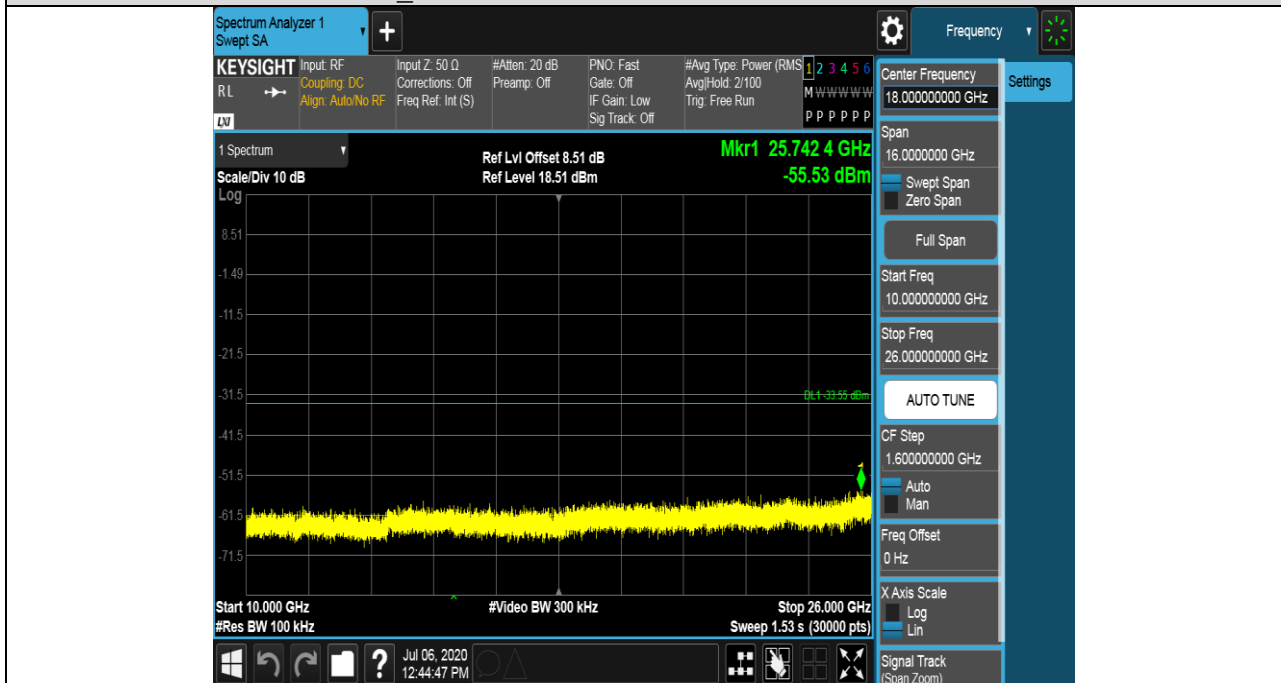 Spectrum Analyzer 1
Swept SA
+
Frequency
KEYSIGHT
RL
LXI
Input: RF
Coupling: DC
Align: Auto/No RF
Input Z: 50 Ω
Corrections: Off
Freq Ref: Int (S)
#Atten: 20 dB
Preamp: Off
PNO: Fast
Gate: Off
IF Gain: Low
Sig Track: Off
#Avg Type: Power (RMS
Avg|Hold: 2/100
Trig: Free Run
1 2 3 4 5 6
M W W W W W
P P P P P P
1 Spectrum
Scale/Div 10 dB
Log
Ref Lvl Offset 8.51 dB
Ref Level 18.51 dBm
Mkr1 25.742 4 GHz
-55.53 dBm
8.51
-1.49
-11.5
-21.5
-31.5
-41.5
-51.5
-61.5
-71.5
DL1 -33.55 dBm
1
Start 10.000 GHz
#Res BW 100 kHz
#Video BW 300 kHz
Stop 26.000 GHz
Sweep 1.53 s (30000 pts)
Center Frequency
18.000000000 GHz
Span
16.0000000 GHz
Swept Span
Zero Span
Full Span
Start Freq
10.000000000 GHz
Stop Freq
26.000000000 GHz
AUTO TUNE
CF Step
1.600000000 GHz
Auto
Man
Freq Offset
0 Hz
X Axis Scale
Log
Lin
Signal Track
(Span Zoom)
Settings
?
Jul 06, 2020
12:44:47 PM